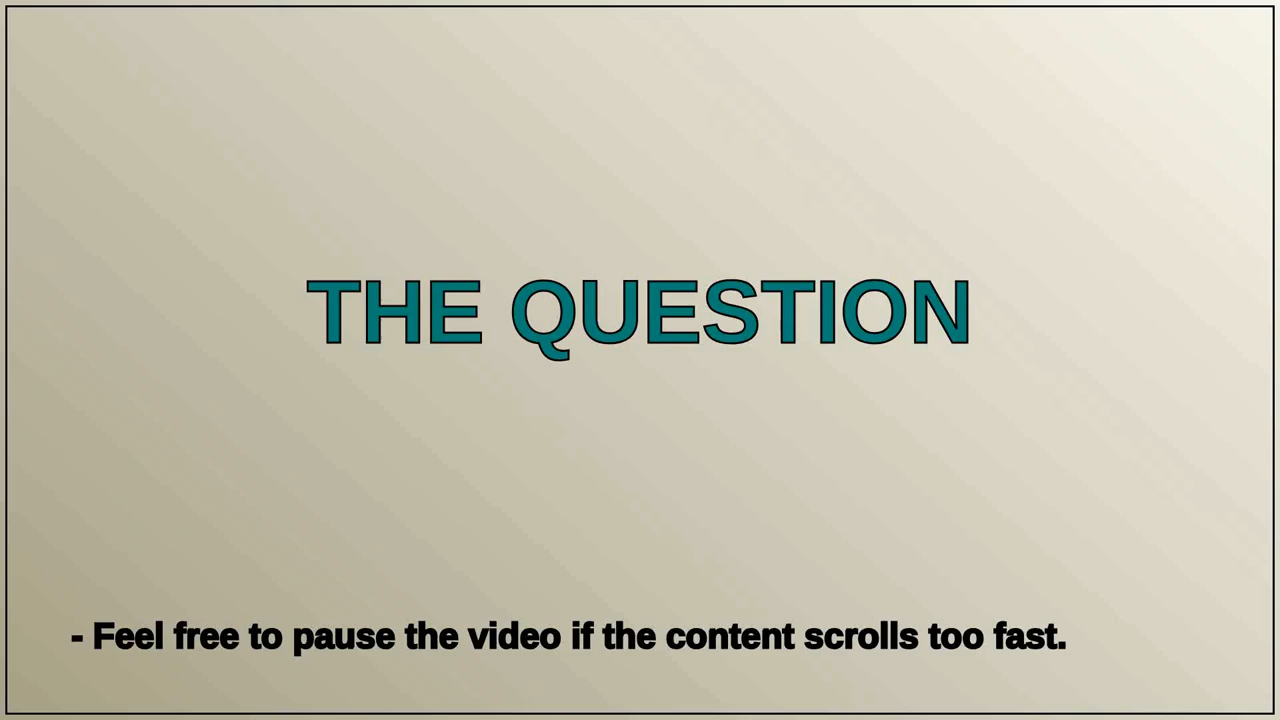 THE QUESTION
- Feel free to pause the video if the content scrolls too fast.